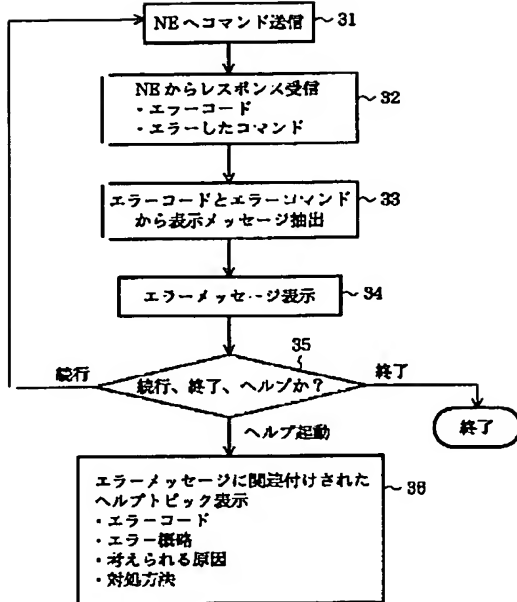 NEへコマンド送信
31
NEからレスポンス受信
・エラーコード
・エラーしたコマンド
32
エラーコードとエラーコマンド
から表示メッセージ抽出
33
エラーメッセージ表示
34
35
続行、終了、ヘルプか?
続行
終了
終了
ヘルプ起動
エラーメッセージに関連付けされた
ヘルプトピック表示
・エラーコード
・エラー概略
・考えられる原因
・対処方法
36